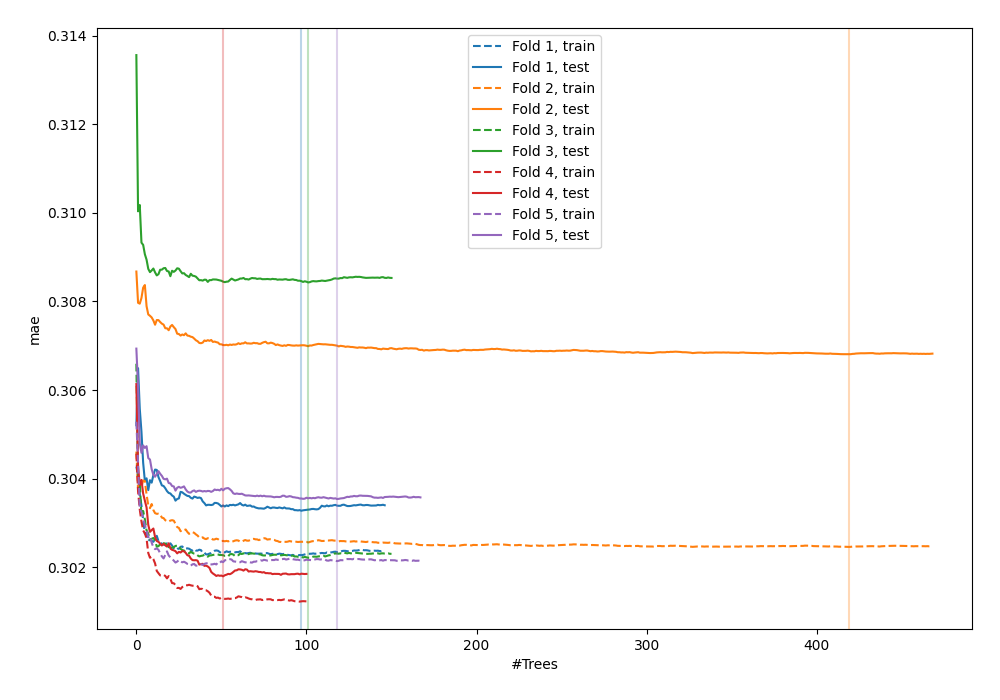 0.314
0.312
0.310
0.308
0.306
0.304
0.302
mae
0
100
200
300
400
#Trees
Fold 1, train
Fold 1, test
Fold 2, train
Fold 2, test
Fold 3, train
Fold 3, test
Fold 4, train
Fold 4, test
Fold 5, train
Fold 5, test